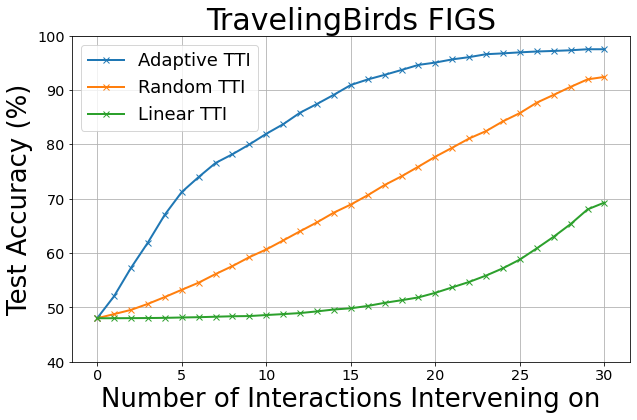 TravelingBirds FIGS
Test Accuracy (%)
100
90
80
70
60
50
40
Adaptive TTI
Random TTI
Linear TTI
0 5 10 15 20 25 30
Number of Interactions Intervening on